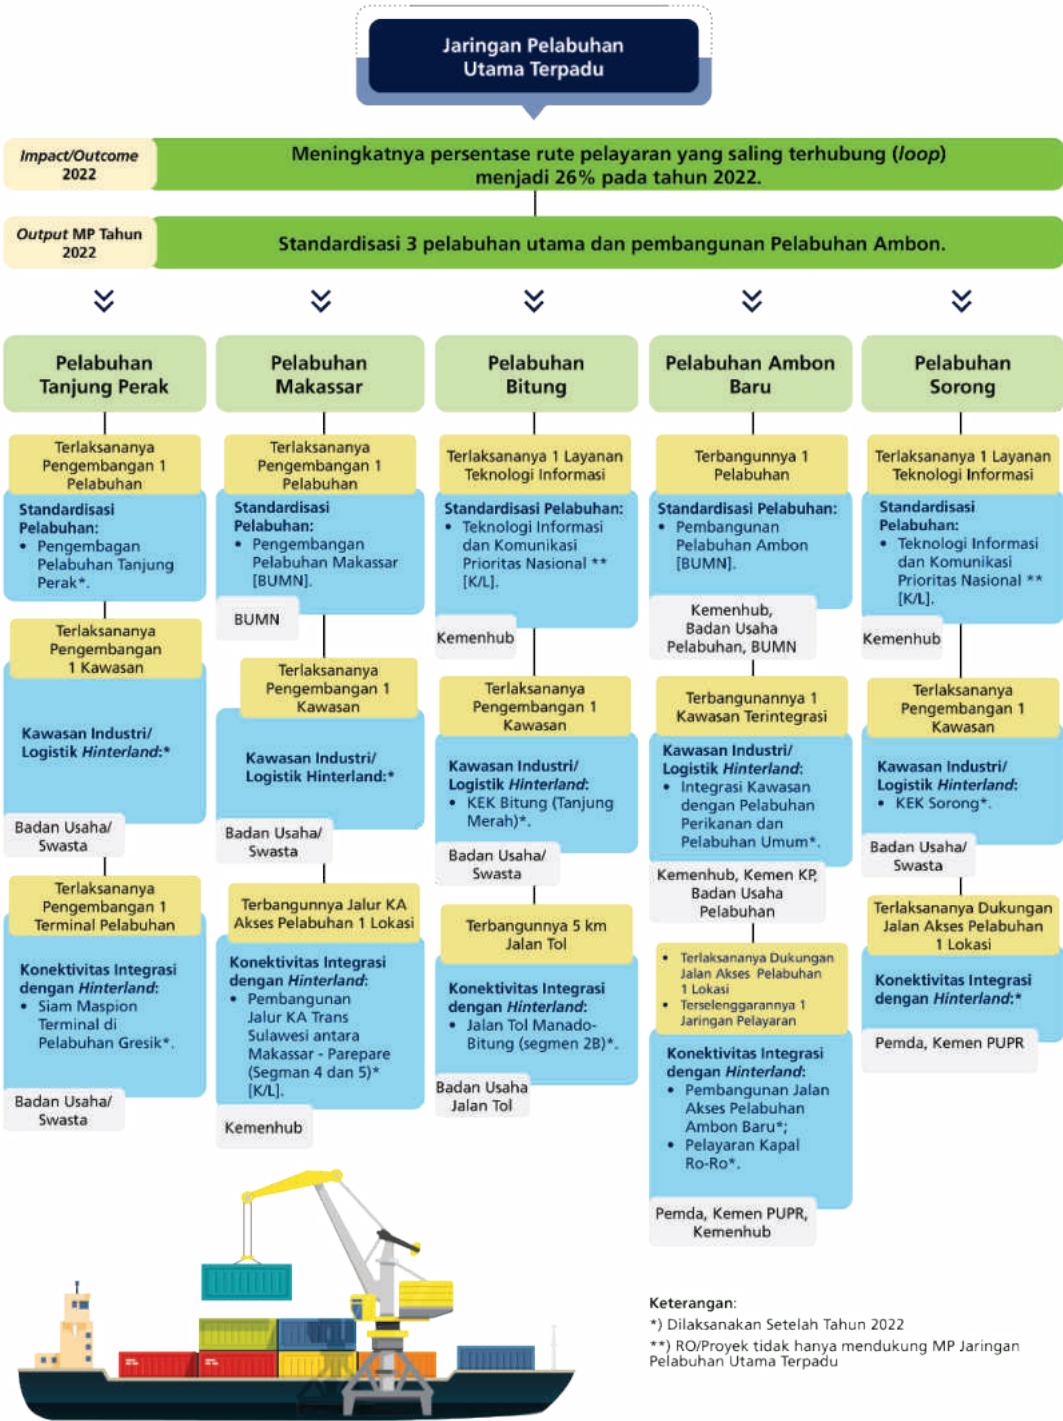 Jaringan Pelabuhan
Utama Terpadu
Impact/Outcome
2022
Meningkatnya persentase rute pelayaran yang saling terhubung (loop)
menjadi 26% pada tahun 2022.
Output MP Tahun
2022
Standardisasi 3 pelabuhan utama dan pembangunan Pelabuhan Ambon.
Pelabuhan
Tanjung Perak
Terlaksananya
Pengembangan 1
Pelabuhan
Standardisasi
Pelabuhan:
• Pengembagan
Pelabuhan Tanjung
Perak*.
Terlaksananya
Pengembangan
1 Kawasan
Kawasan Industri/
Logistik Hinterland:*
Badan Usaha/
Swasta
Terlaksananya
Pengembangan 1
Terminal Pelabuhan
Konektivitas Integrasi
dengan Hinterland:
• Siam Maspion
Terminal di
Pelabuhan Gresik*.
Badan Usaha/
Swasta
Pelabuhan
Makassar
Terlaksananya
Pengembangan 1
Pelabuhan
Standardisasi
Pelabuhan:
• Pengembangan
Pelabuhan Makassar
[BUMN].
BUMN
Terlaksananya
Pengembangan 1
Kawasan
Kawasan Industri/
Logistik Hinterland:*
Badan Usaha/
Swasta
Terbangunnya Jalur KA
Akses Pelabuhan 1 Lokasi
Konektivitas Integrasi
dengan Hinterland:
• Pembangunan
Jalur KA Trans
Sulawesi antara
Makassar - Parepare
(Segman 4 dan 5)*
[K/L].
Kemenhub
Pelabuhan
Bitung
Terlaksananya 1 Layanan
Teknologi Informasi
Standardisasi Pelabuhan:
• Teknologi Informasi
dan Komunikasi
Prioritas Nasional **
[K/L].
Kemenhub
Terlaksananya
Pengembangan 1
Kawasan
Kawasan Industri/
Logistik Hinterland:
• KEK Bitung (Tanjung
Merah)*.
Badan Usaha/
Swasta
Terbangunnya 5 km
Jalan Tol
Konektivitas Integrasi
dengan Hinterland:
• Jalan Tol Manado-
Bitung (segmen 2B)*.
Badan Usaha
Jalan Tol
Pelabuhan Ambon
Baru
Terbangunnya 1
Pelabuhan
Standardisasi Pelabuhan:
• Pembangunan
Pelabuhan Ambon
[BUMN].
Kemenhub,
Badan Usaha
Pelabuhan, BUMN
Terbangunannya 1
Kawasan Terintegrasi
Kawasan Industri/
Logistik Hinterland:
• Integrasi Kawasan
dengan Pelabuhan
Perikanan dan
Pelabuhan Umum*.
Kemenhub, Kemen KP,
Badan Usaha
Pelabuhan
• Terlaksananya Dukungan
Jalan Akses Pelabuhan
1 Lokasi
• Terselenggarannya 1
Jaringan Pelayaran
Konektivitas Integrasi
dengan Hinterland:
• Pembangunan Jalan
Akses Pelabuhan
Ambon Baru*;
• Pelayaran Kapal
Ro-Ro*.
Pemda, Kemen PUPR,
Kemenhub
Pelabuhan
Sorong
Terlaksananya 1 Layanan
Teknologi Informasi
Standardisasi
Pelabuhan:
• Teknologi Informasi
dan Komunikasi
Prioritas Nasional **
[K/L].
Kemenhub
Terlaksananya
Pengembangan 1
Kawasan
Kawasan Industri/
Logistik Hinterland:
• KEK Sorong*.
Badan Usaha/
Swasta
Terlaksananya Dukungan
Jalan Akses Pelabuhan
1 Lokasi
Konektivitas Integrasi
dengan Hinterland:*
Pemda, Kemen PUPR
Keterangan:
*) Dilaksanakan Setelah Tahun 2022
**) RO/Proyek tidak hanya mendukung MP Jaringan
Pelabuhan Utama Terpadu